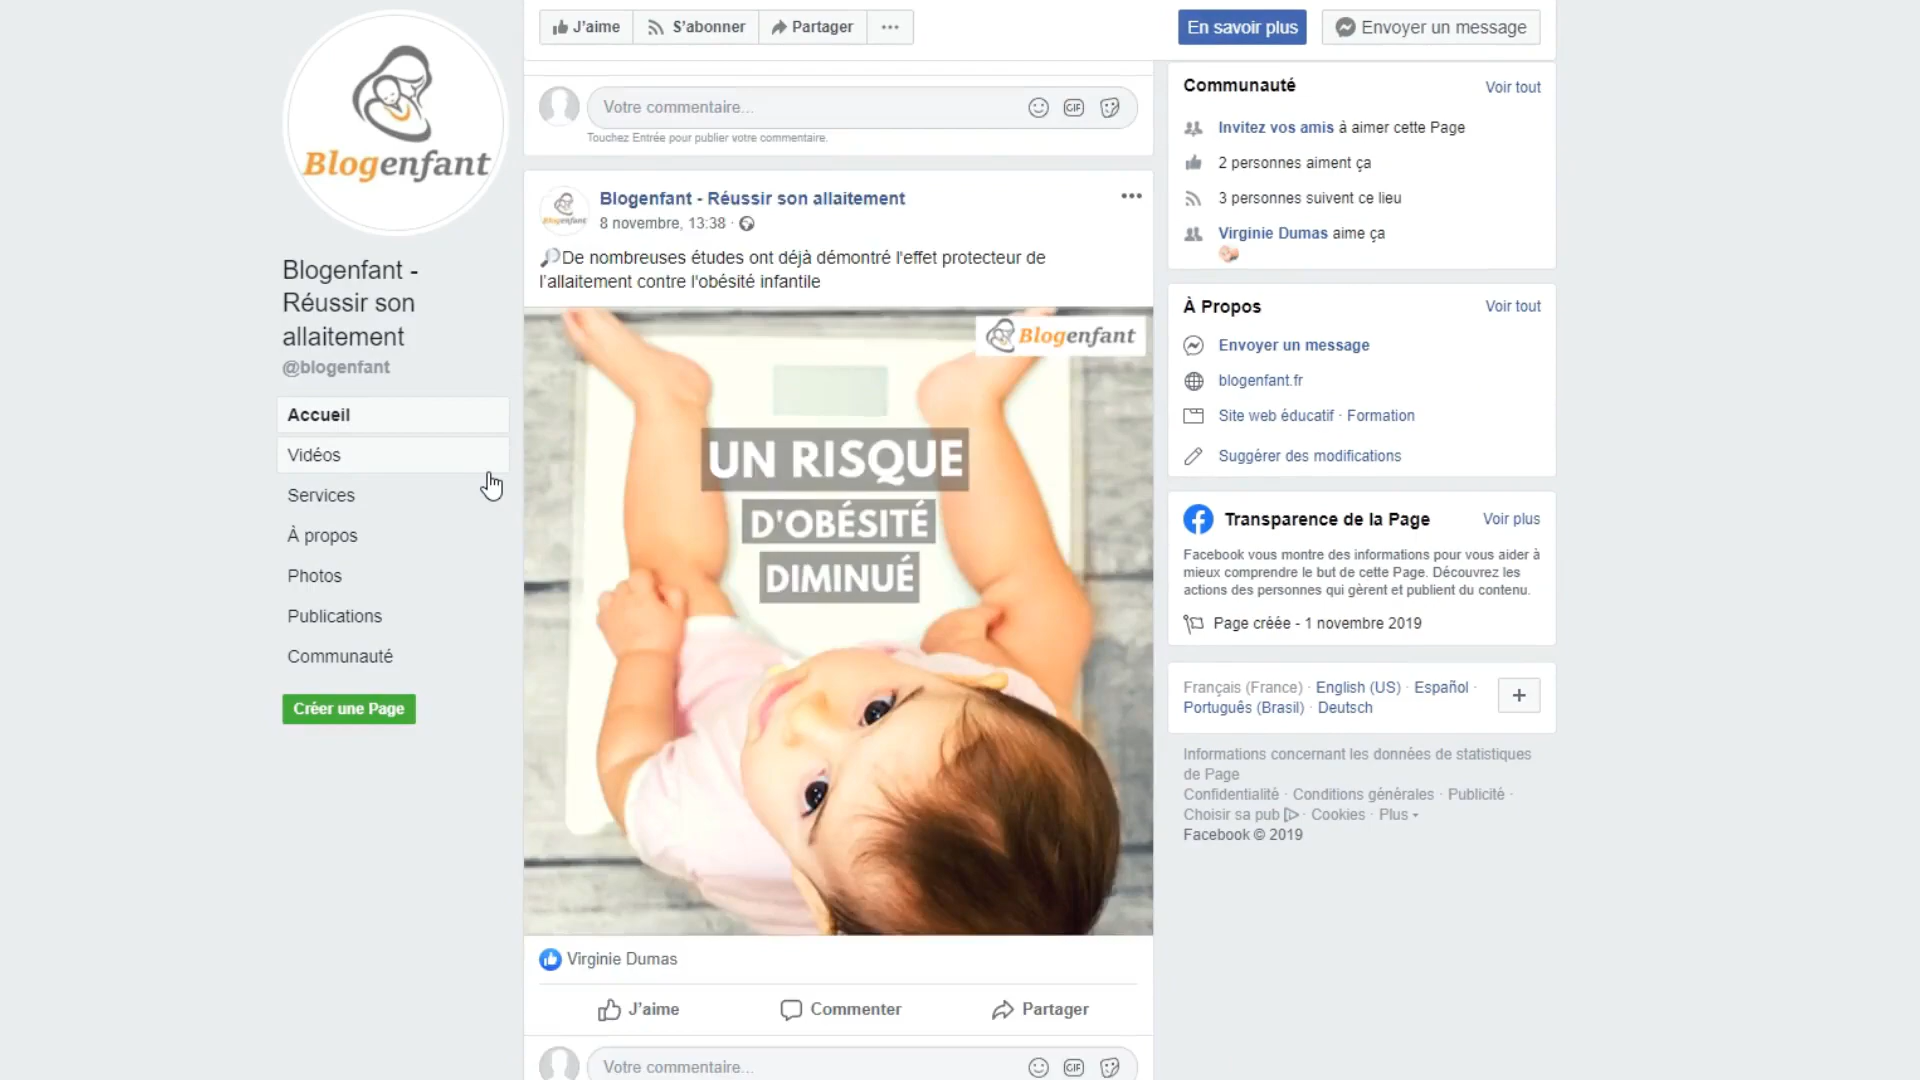 Blogenfant
Blogenfant -
Réussir son
allaitement
@blogenfant
Accueil
Vidéos
Services
À propos
Photos
Publications
Communauté
Créer une Page
J'aime
S'abonner
Partager
Votre commentaire...
GIF
Touchez Entrée pour publier votre commentaire.
Blogenfant
Blogenfant - Réussir son allaitement
8 novembre, 13:38 ·
De nombreuses études ont déjà démontré l'effet protecteur de
l'allaitement contre l'obésité infantile
Blogenfant
UN RISQUE
D'OBÉSITÉ
DIMINUÉ
Virginie Dumas
J'aime
Commenter
Partager
Votre commentaire...
GIF
En savoir plus
Envoyer un message
Communauté
Voir tout
Invitez vos amis à aimer cette Page
2 personnes aiment ça
3 personnes suivent ce lieu
Virginie Dumas aime ça
À Propos
Voir tout
Envoyer un message
blogenfant.fr
Site web éducatif · Formation
Suggérer des modifications
Transparence de la Page
Voir plus
Facebook vous montre des informations pour vous aider à
mieux comprendre le but de cette Page. Découvrez les
actions des personnes qui gèrent et publient du contenu.
Page créée - 1 novembre 2019
Français (France) · English (US) · Español ·
Português (Brasil) · Deutsch
Informations concernant les données de statistiques
de Page
Confidentialité · Conditions générales · Publicité ·
Choisir sa pub · Cookies · Plus
Facebook © 2019